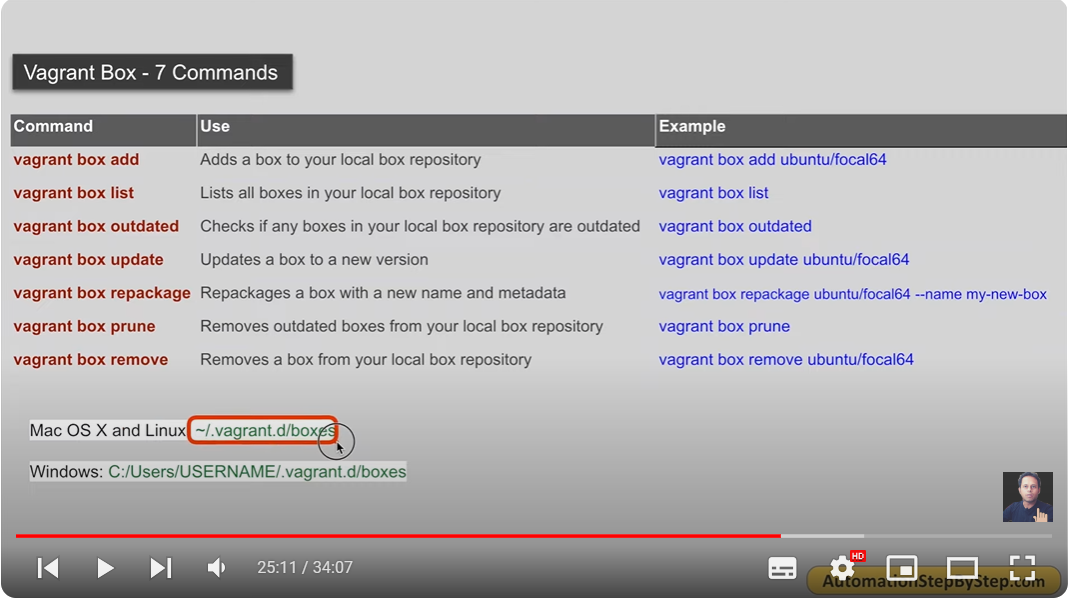 Vagrant Box - 7 Commands
Command Use Example
vagrant box add Adds a box to your local box repository vagrant box add ubuntu/focal64
vagrant box list Lists all boxes in your local box repository vagrant box list
vagrant box outdated Checks if any boxes in your local box repository are outdated vagrant box outdated
vagrant box update Updates a box to a new version vagrant box update ubuntu/focal64
vagrant box repackage Repackages a box with a new name and metadata vagrant box repackage ubuntu/focal64 --name my-new-box
vagrant box prune Removes outdated boxes from your local box repository vagrant box prune
vagrant box remove Removes a box from your local box repository vagrant box remove ubuntu/focal64
Mac OS X and Linux: ~/.vagrant.d/boxes
Windows: C:/Users/USERNAME/.vagrant.d/boxes
25:11 / 34:07
HD
AutomationStepByStep.com